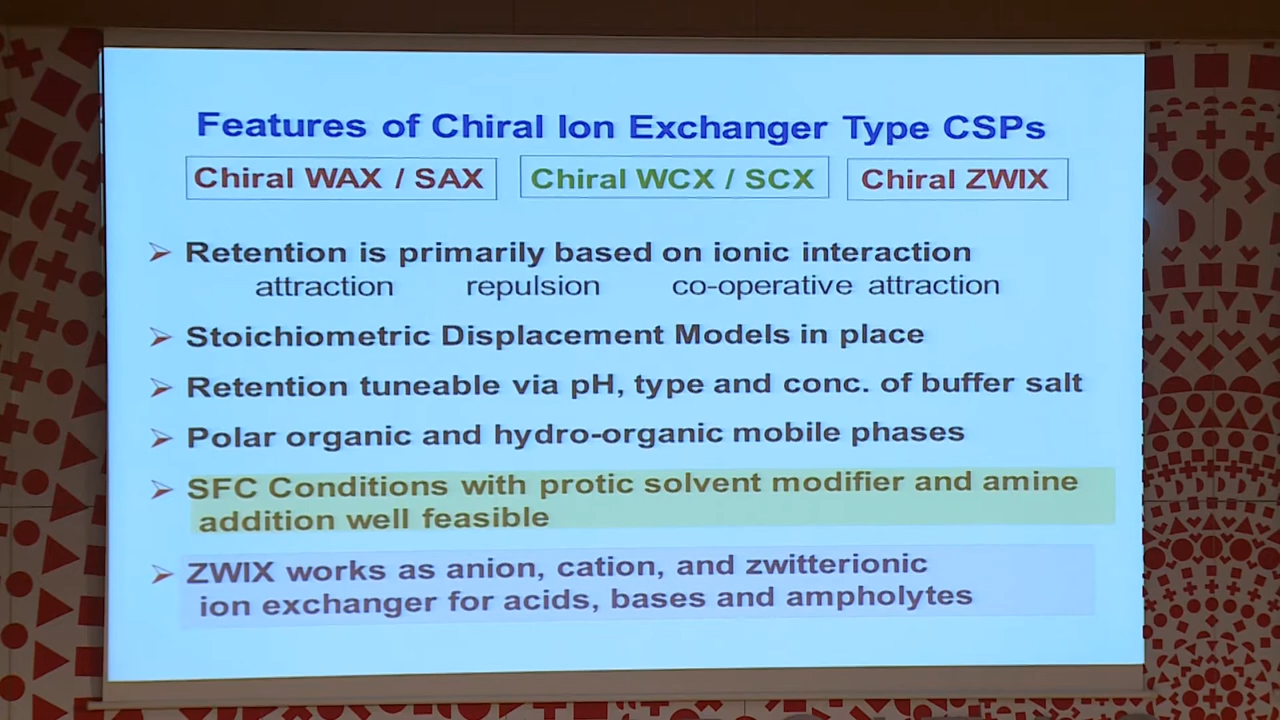 Features of Chiral Ion Exchanger Type CSPs
Chiral WAX / SAX Chiral WCX / SCX Chiral ZWIX
➢ Retention is primarily based on ionic interaction
attraction repulsion co-operative attraction
➢ Stoichiometric Displacement Models in place
➢ Retention tuneable via pH, type and conc. of buffer salt
➢ Polar organic and hydro-organic mobile phases
➢ SFC Conditions with protic solvent modifier and amine
addition well feasible
➢ ZWIX works as anion, cation, and zwitterionic
ion exchanger for acids, bases and ampholytes